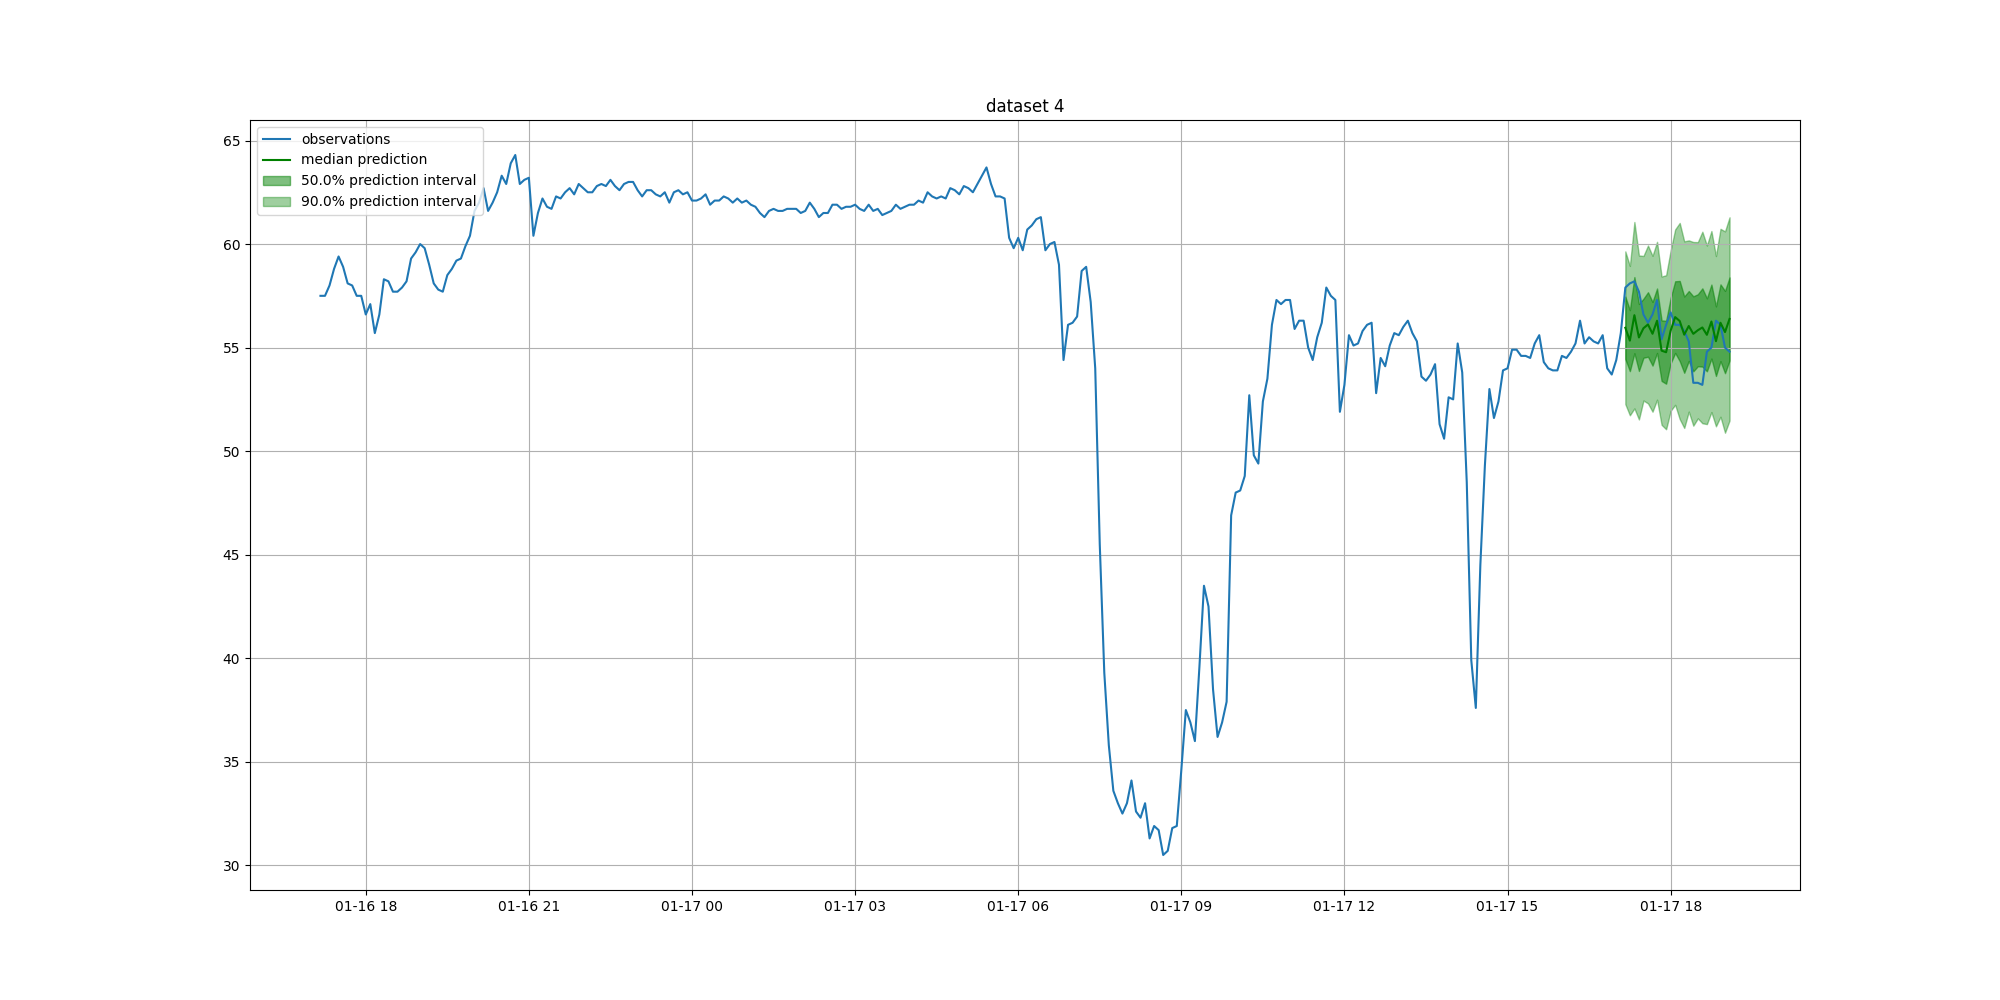 dataset 4
observations
median prediction
50.0% prediction interval
90.0% prediction interval
65
60
55
50
45
40
35
30
01-16 18 01-16 21 01-17 00 01-17 03 01-17 06 01-17 09 01-17 12 01-17 15 01-17 18